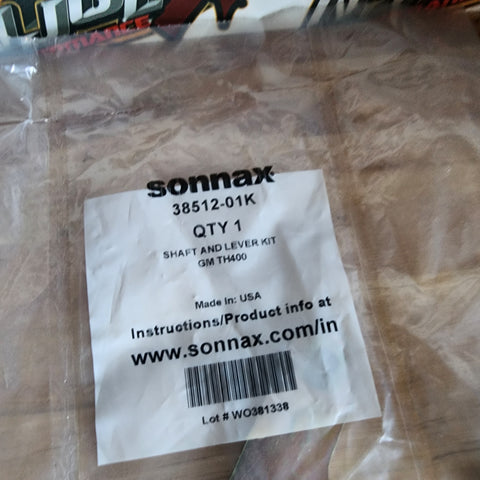 sonnax
38512-01K
QTY 1
SHAFT AND LEVER KIT
GM TH400
Made In: USA
Instructions/Product info at
www.sonnax.com/in
Lot # WO381338